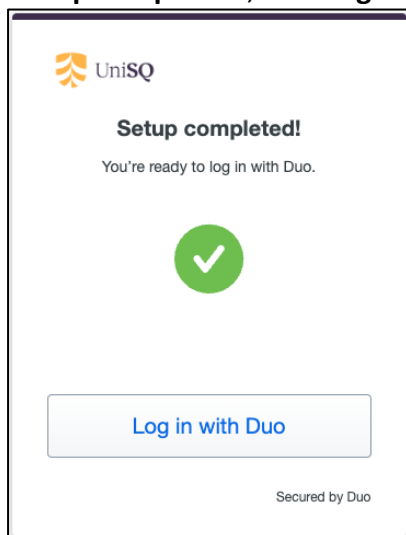 UniSQ
Setup completed!
You're ready to log in with Duo.
Log in with Duo
Secured by Duo